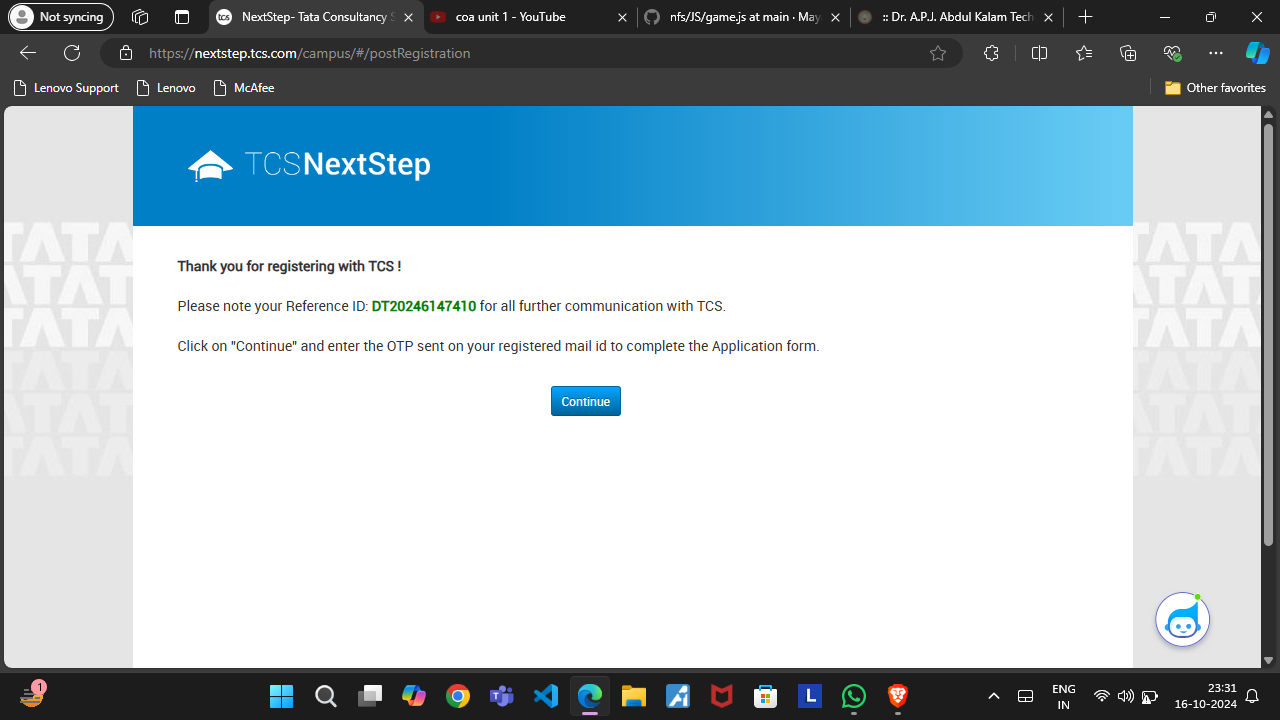 Not syncing
NextStep- Tata Consultancy S
coa unit 1 - YouTube
nfs/JS/game.js at main · May
:: Dr. A.P.J. Abdul Kalam Tech
https://nextstep.tcs.com/campus/#/postRegistration
Lenovo Support
Lenovo
McAfee
Other favorites
TCSNextStep
Thank you for registering with TCS !
Please note your Reference ID: DT20246147410 for all further communication with TCS.
Click on "Continue" and enter the OTP sent on your registered mail id to complete the Application form.
Continue
1
ENG
IN
23:31
16-10-2024